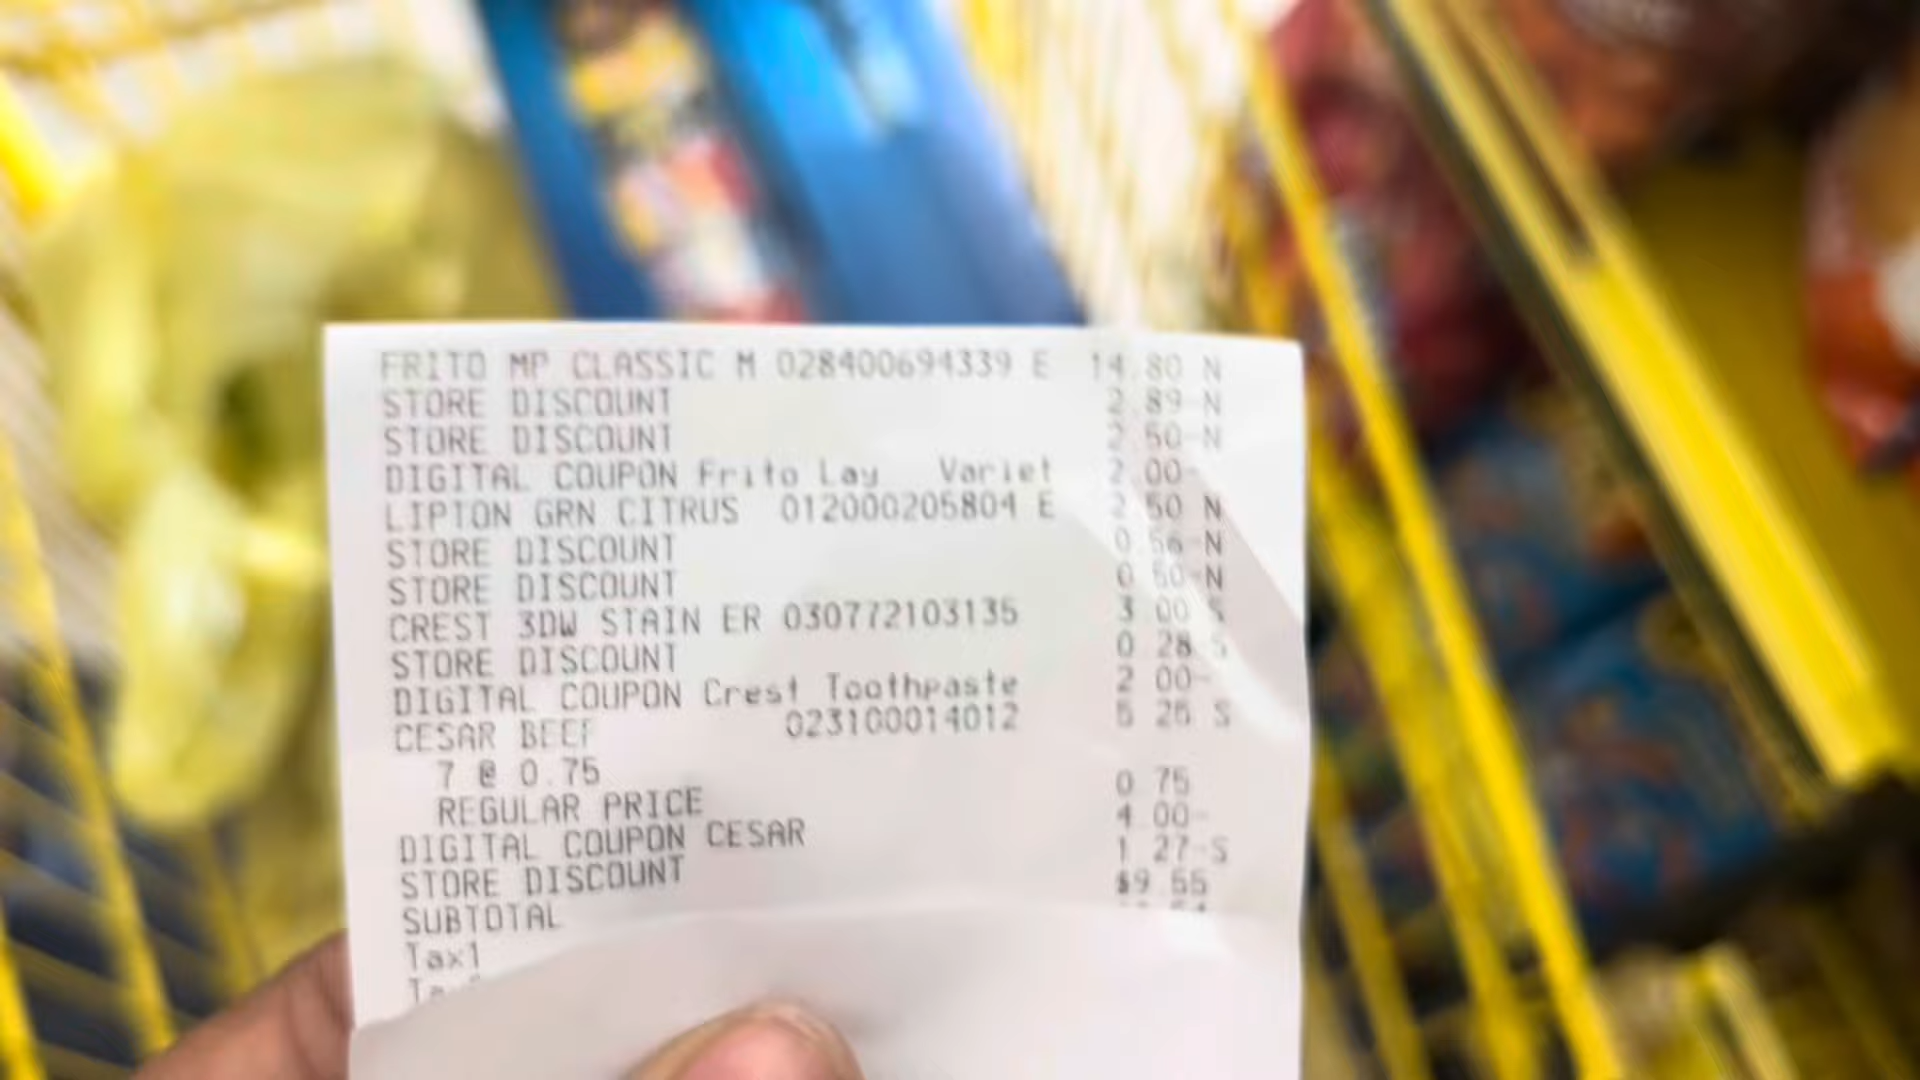 FRITO MP CLASSIC M 028400694339 E 14.80 N
STORE DISCOUNT 2.89-N
STORE DISCOUNT 2.50-N
DIGITAL COUPON Frito Lay Variet 2.00-
LIPTON GRN CITRUS 012000205804 E 2.50 N
STORE DISCOUNT 0.56-N
STORE DISCOUNT 0.50-N
CREST 3DW STAIN ER 030772103135 3.00 S
STORE DISCOUNT 0.28-S
DIGITAL COUPON Crest Toothpaste 2.00-
CESAR BEEF 023100014012 5.25 S
7 @ 0.75
REGULAR PRICE 0.75
DIGITAL COUPON CESAR 4.00-
STORE DISCOUNT 1.27-S
SUBTOTAL $9.55
Tax1